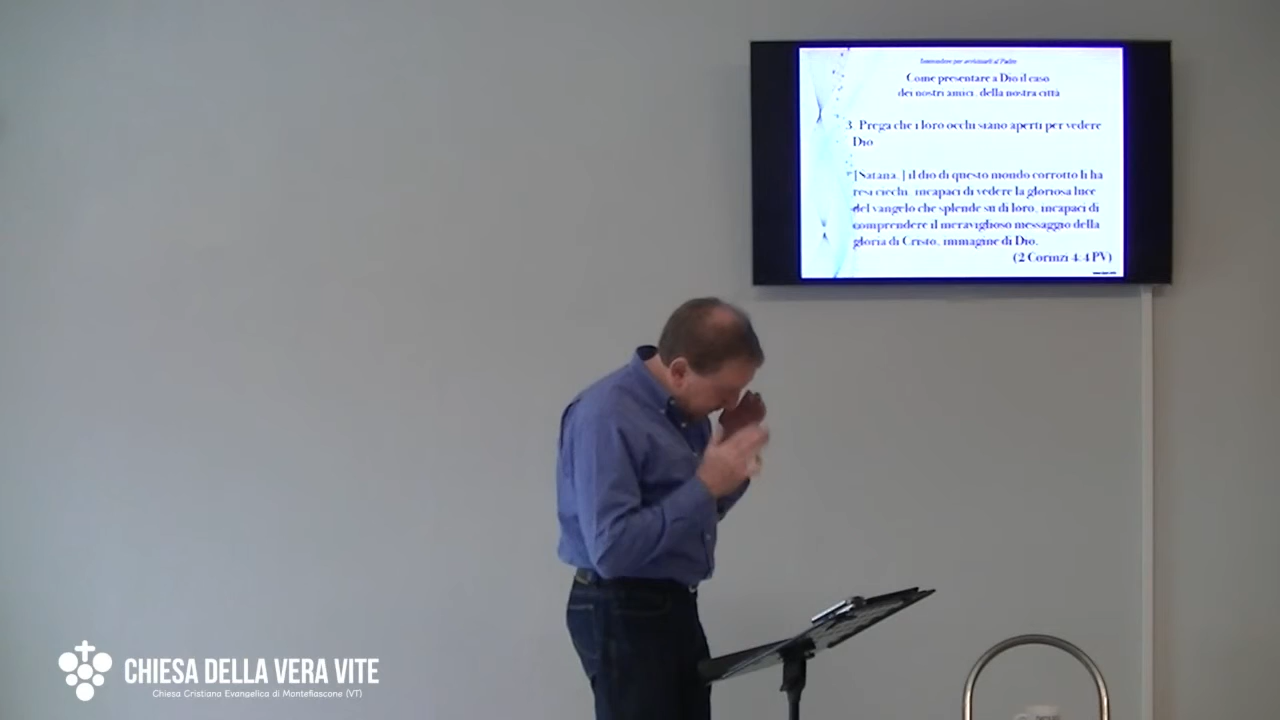 Intercedere per avvicinarli al Padre
Come presentare a Dio il caso
dei nostri amici, della nostra città
3. Prega che i loro occhi siano aperti per vedere
Dio
[Satana,] il dio di questo mondo corrotto li ha
resi ciechi, incapaci di vedere la gloriosa luce
del vangelo che splende su di loro, incapaci di
comprendere il meraviglioso messaggio della
gloria di Cristo, immagine di Dio.
(2 Corinzi 4:4 PV)
CHIESA DELLA VERA VITE
Chiesa Cristiana Evangelica di Montefiascone (VT)